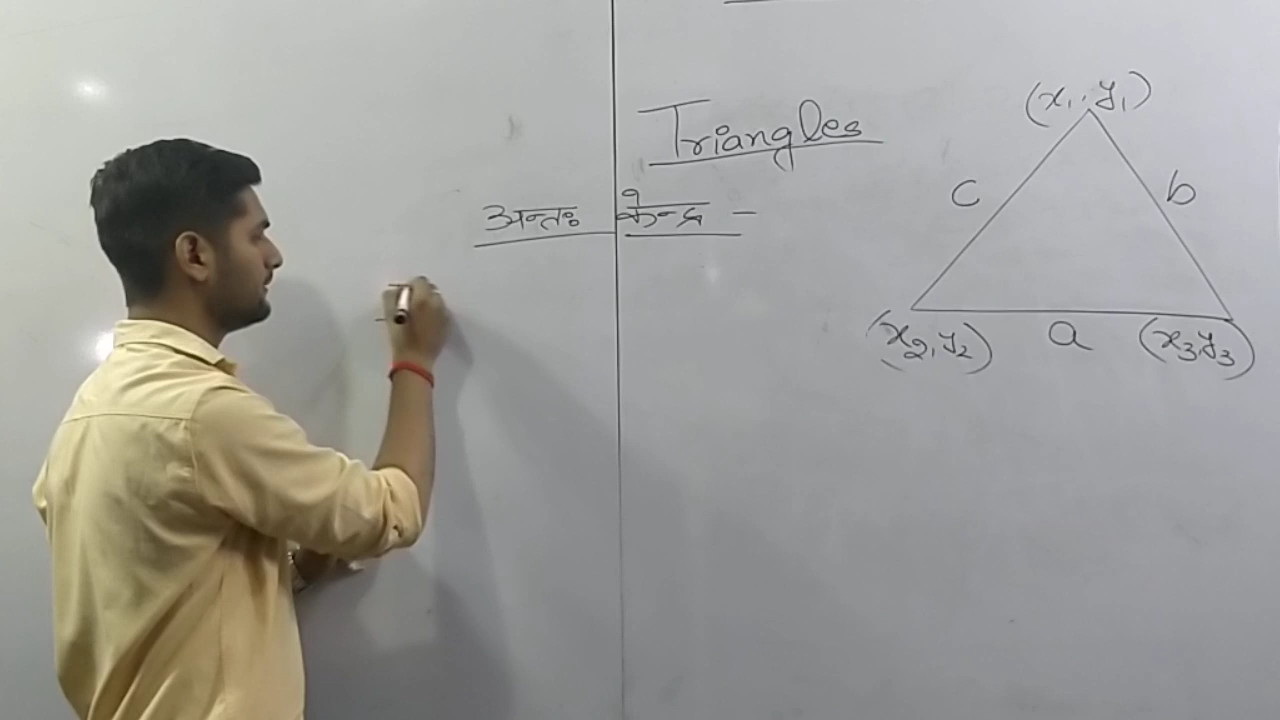 Triangles
अन्तः केन्द्र -
(x₁, y₁)
c
b
(x₂, y₂)
a
(x₃, y₃)